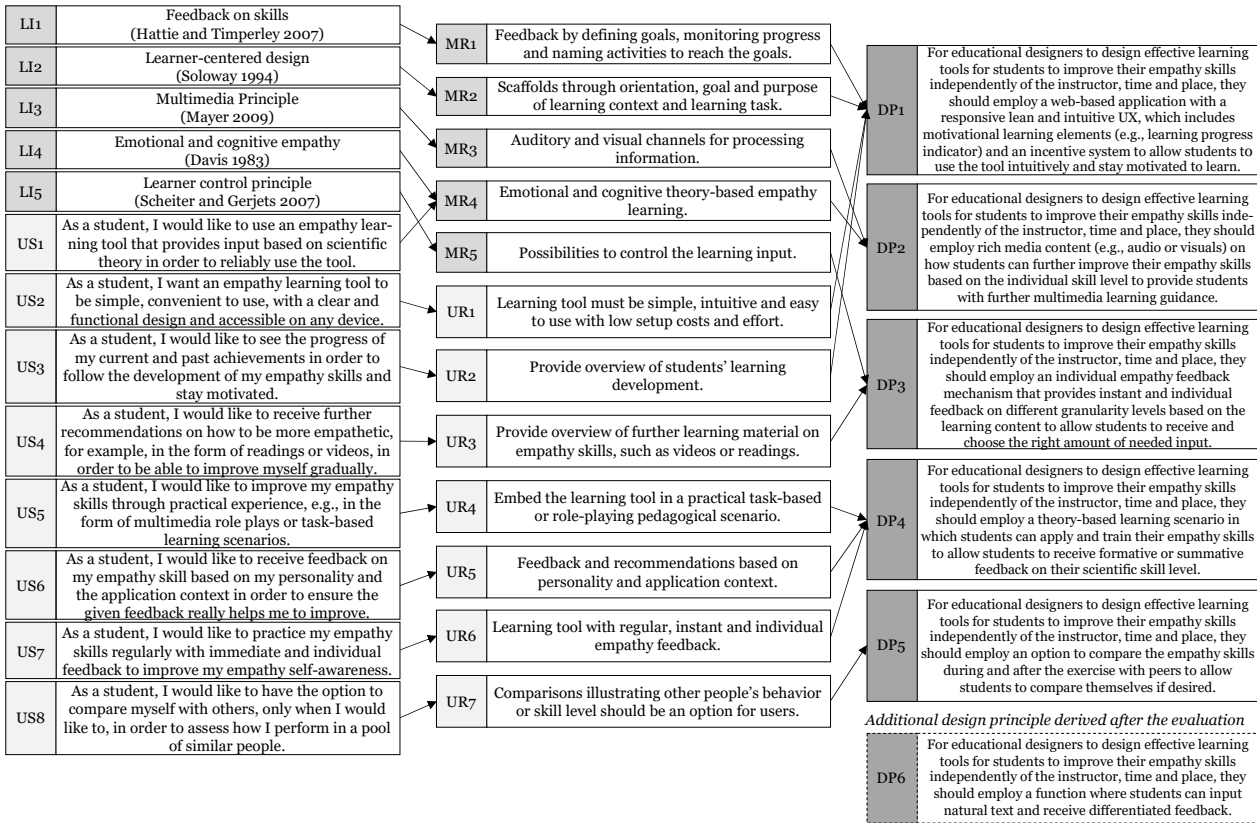 LI1
Feedback on skills
(Hattie and Timperley 2007)
LI2
Learner-centered design
(Soloway 1994)
LI3
Multimedia Principle
(Mayer 2009)
LI4
Emotional and cognitive empathy
(Davis 1983)
LI5
Learner control principle
(Scheiter and Gerjets 2007)
US1
As a student, I would like to use an empathy lear-
ning tool that provides input based on scientific
theory in order to reliably use the tool.
US2
As a student, I want an empathy learning tool to
be simple, convenient to use, with a clear and
functional design and accessible on any device.
US3
As a student, I would like to see the progress of
my current and past achievements in order to
follow the development of my empathy skills and
stay motivated.
US4
As a student, I would like to receive further
recommendations on how to be more empathetic,
for example, in the form of readings or videos, in
order to be able to improve myself gradually.
US5
As a student, I would like to improve my empathy
skills through practical experience, e.g., in the
form of multimedia role plays or task-based
learning scenarios.
US6
As a student, I would like to receive feedback on
my empathy skill based on my personality and
the application context in order to ensure the
given feedback really helps me to improve.
US7
As a student, I would like to practice my empathy
skills regularly with immediate and individual
feedback to improve my empathy self-awareness.
US8
As a student, I would like to have the option to
compare myself with others, only when I would
like to, in order to assess how I perform in a pool
of similar people.
MR1
Feedback by defining goals, monitoring progress
and naming activities to reach the goals.
MR2
Scaffolds through orientation, goal and purpose
of learning context and learning task.
MR3
Auditory and visual channels for processing
information.
MR4
Emotional and cognitive theory-based empathy
learning.
MR5
Possibilities to control the learning input.
UR1
Learning tool must be simple, intuitive and easy
to use with low setup costs and effort.
UR2
Provide overview of students' learning
development.
UR3
Provide overview of further learning material on
empathy skills, such as videos or readings.
UR4
Embed the learning tool in a practical task-based
or role-playing pedagogical scenario.
UR5
Feedback and recommendations based on
personality and application context.
UR6
Learning tool with regular, instant and individual
empathy feedback.
UR7
Comparisons illustrating other people's behavior
or skill level should be an option for users.
DP1
For educational designers to design effective learning
tools for students to improve their empathy skills
independently of the instructor, time and place, they
should employ a web-based application with a
responsive lean and intuitive UX, which includes
motivational learning elements (e.g., learning progress
indicator) and an incentive system to allow students to
use the tool intuitively and stay motivated to learn.
DP2
For educational designers to design effective learning
tools for students to improve their empathy skills inde-
pendently of the instructor, time and place, they should
employ rich media content (e.g., audio or visuals) on
how students can further improve their empathy skills
based on the individual skill level to provide students
with further multimedia learning guidance.
DP3
For educational designers to design effective learning
tools for students to improve their empathy skills
independently of the instructor, time and place, they
should employ an individual empathy feedback
mechanism that provides instant and individual
feedback on different granularity levels based on the
learning content to allow students to receive and
choose the right amount of needed input.
DP4
For educational designers to design effective learning
tools for students to improve their empathy skills
independently of the instructor, time and place, they
should employ a theory-based learning scenario in
which students can apply and train their empathy skills
to allow students to receive formative or summative
feedback on their scientific skill level.
DP5
For educational designers to design effective learning
tools for students to improve their empathy skills
independently of the instructor, time and place, they
should employ an option to compare the empathy skills
during and after the exercise with peers to allow
students to compare themselves if desired.
Additional design principle derived after the evaluation
DP6
For educational designers to design effective learning
tools for students to improve their empathy skills
independently of the instructor, time and place, they
should employ a function where students can input
natural text and receive differentiated feedback.